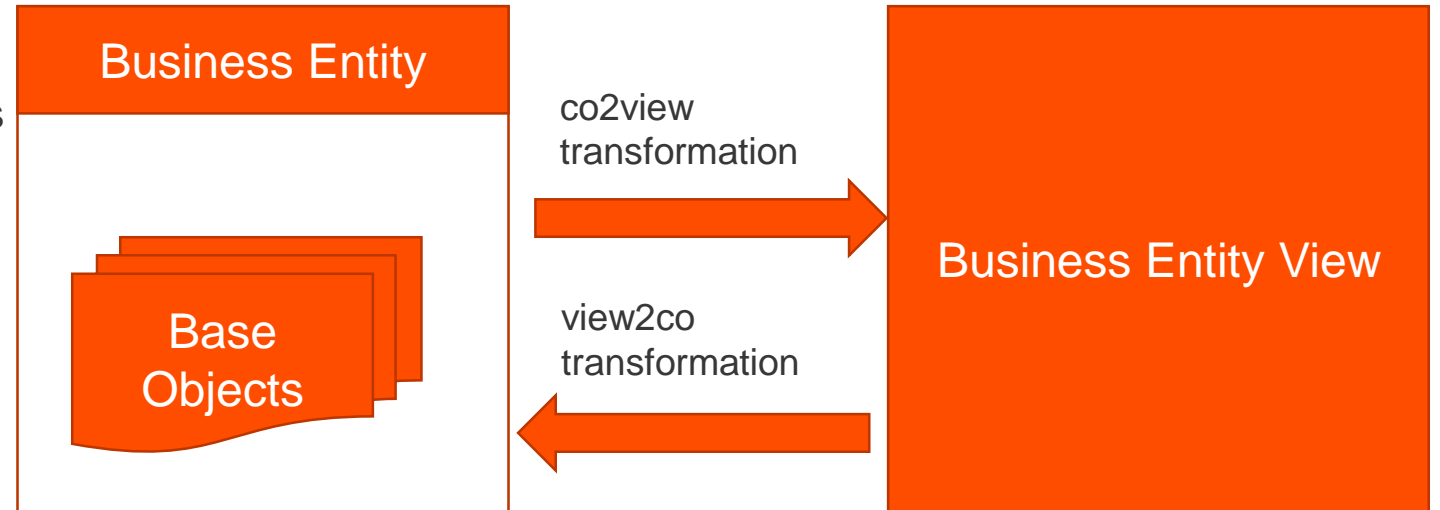 Business Entity
s
co2view
transformation
Base
Objects
view2co
transformation
Business Entity View